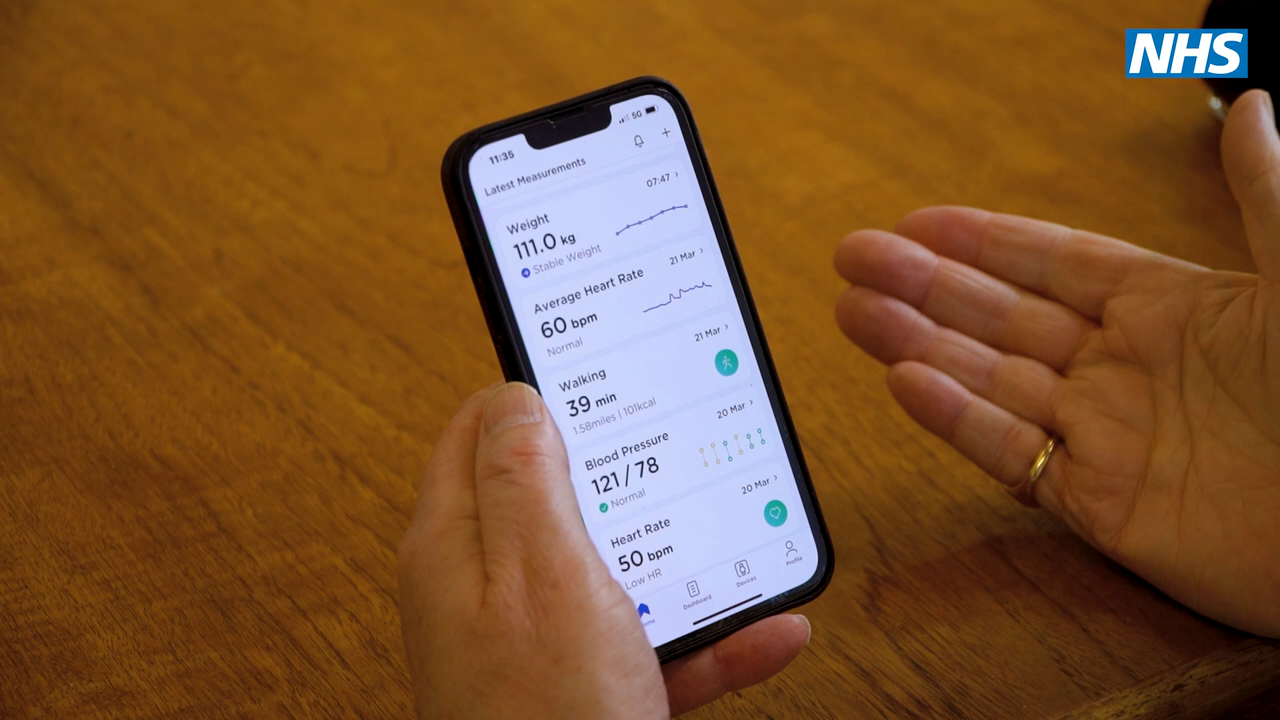 NHS
11:35
5G
Latest Measurements
07:47
Weight
111.0 kg
Stable Weight
21 Mar
Average Heart Rate
60 bpm
Normal
21 Mar
Walking
39 min
1.58miles | 101kcal
20 Mar
Blood Pressure
121/78
Normal
20 Mar
Heart Rate
50 bpm
Low HR
Dashboard
Devices
Profile